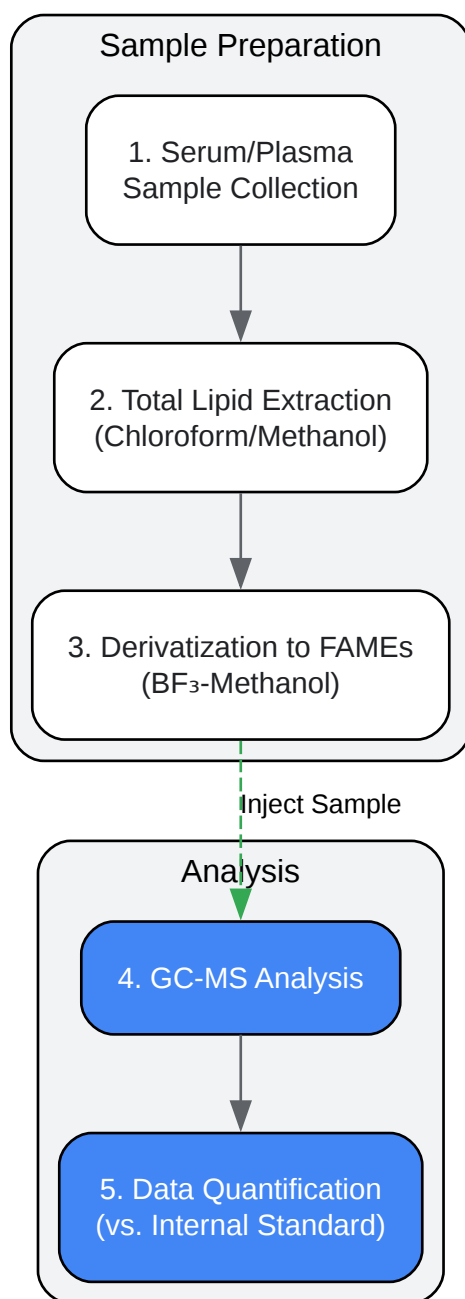 Sample Preparation
1. Serum/Plasma
Sample Collection
2. Total Lipid Extraction
(Chloroform/Methanol)
3. Derivatization to FAMEs
(BF₃-Methanol)
Inject Sample
Analysis
4. GC-MS Analysis
5. Data Quantification
(vs. Internal Standard)